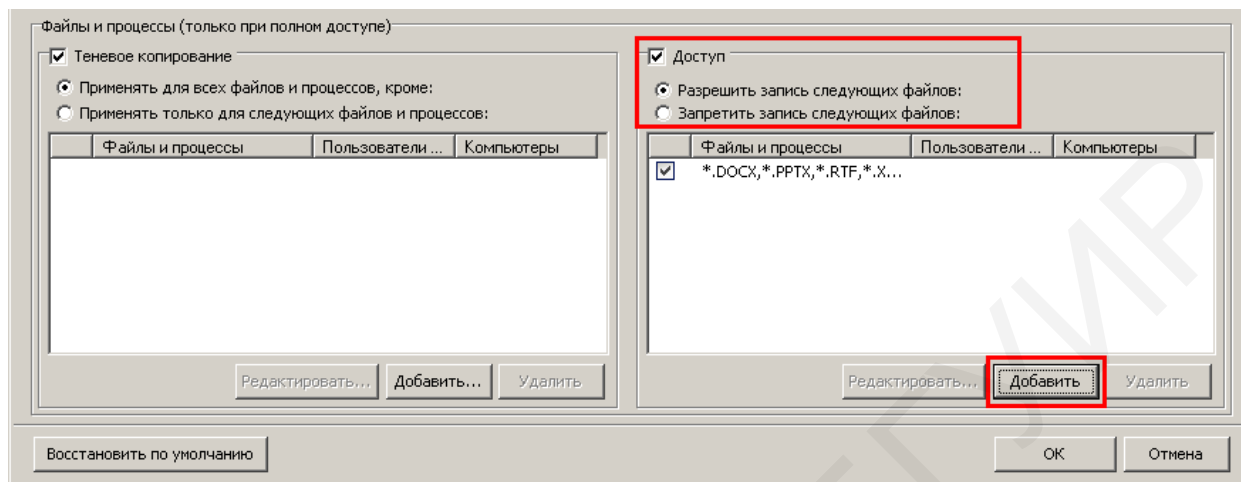 Файлы и процессы (только при полном доступе)
Теневое копирование
Применять для всех файлов и процессов, кроме:
Применять только для следующих файлов и процессов:
Файлы и процессы Пользователи ... Компьютеры
Редактировать... Добавить... Удалить
Доступ
Разрешить запись следующих файлов:
Запретить запись следующих файлов:
Файлы и процессы Пользователи ... Компьютеры
*.DOCX,*.PPTX,*.RTF,*.X...
Редактировать... Добавить Удалить
Восстановить по умолчанию ОК Отмена
ГУИР